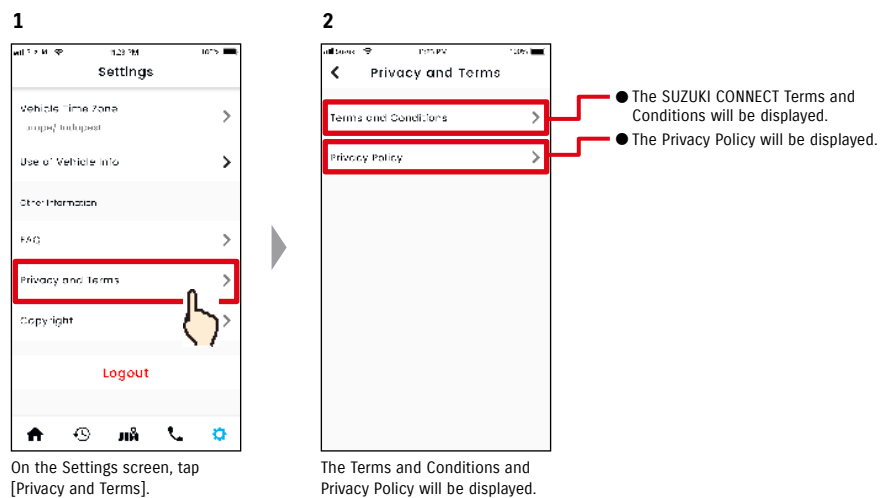 1
Settings
Vehicle Time Zone
Europe/ Budapest
Use of Vehicle Info
Other Information
FAQ
Privacy and Terms
Copyright
Logout
On the Settings screen, tap
[Privacy and Terms].
2
Privacy and Terms
Terms and Conditions
Privacy Policy
The Terms and Conditions and
Privacy Policy will be displayed.
● The SUZUKI CONNECT Terms and
Conditions will be displayed.
● The Privacy Policy will be displayed.